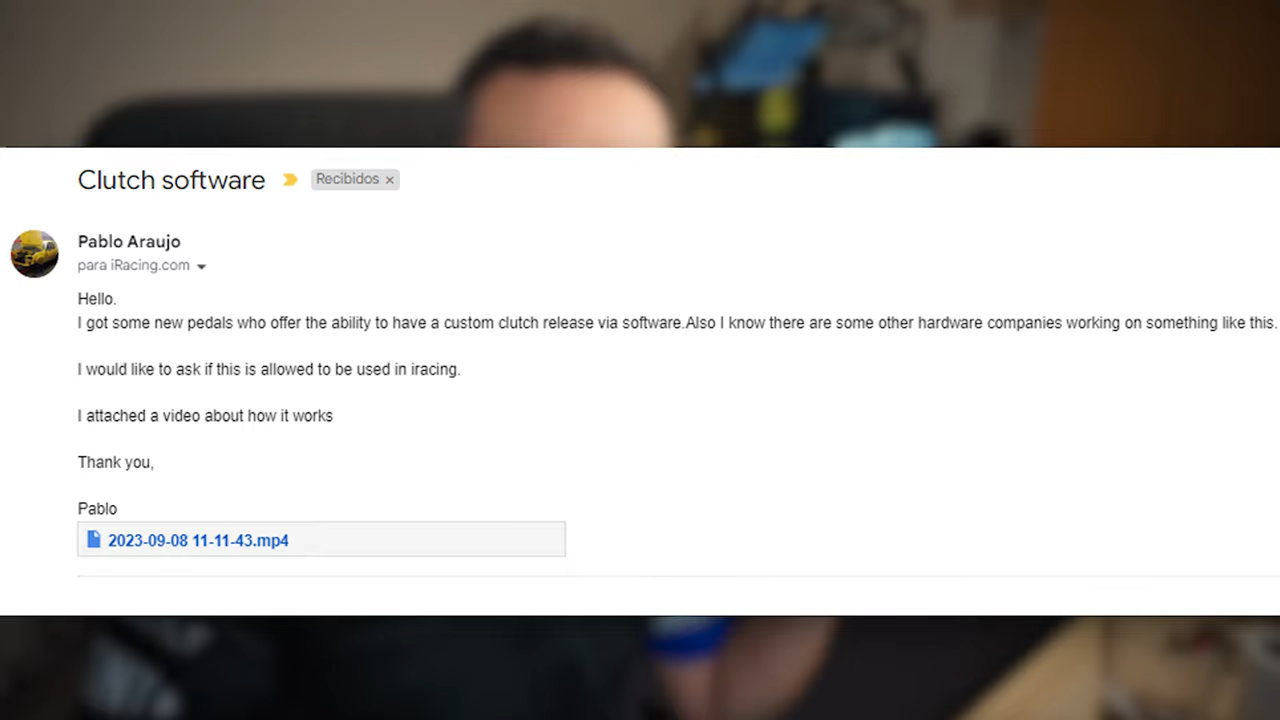 Clutch software Recibidos ×
Pablo Araujo
para iRacing.com
Hello.
I got some new pedals who offer the ability to have a custom clutch release via software.Also I know there are some other hardware companies working on something like this.
I would like to ask if this is allowed to be used in iracing.
I attached a video about how it works
Thank you,
Pablo
2023-09-08 11-11-43.mp4